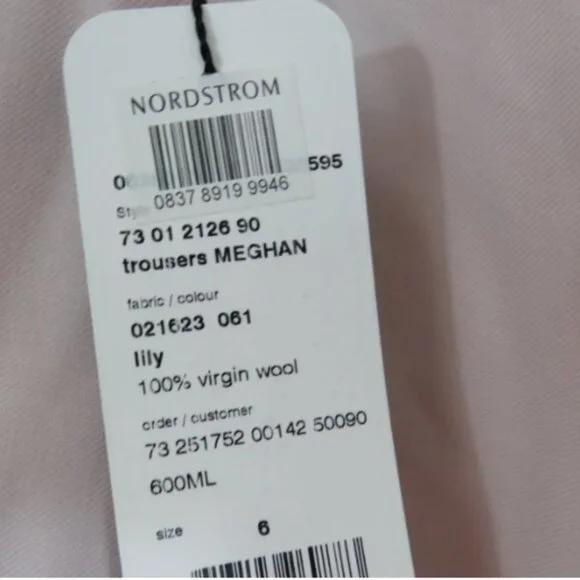 NORDSTROM
595
0837 8919 9946
73 01 2126 90
trousers MEGHAN
fabric / colour
021623 061
lily
100% virgin wool
order / customer
73 251752 00142 50090
600ML
size 6